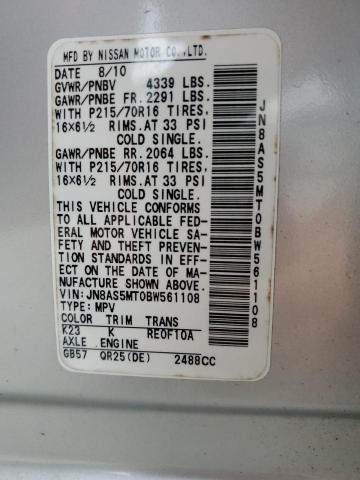 MFD BY NISSAN MOTOR CO.,LTD.
DATE 8/10
GVWR/PNBV 4339 LBS.
GAWR/PNBE FR. 2291 LBS.
WITH P215/70R16 TIRES,
16X6½ RIMS. AT 33 PSI
COLD SINGLE.
GAWR/PNBE RR. 2064 LBS.
WITH P215/70R16 TIRES,
16X6½ RIMS. AT 33 PSI
COLD SINGLE.
THIS VEHICLE CONFORMS
TO ALL APPLICABLE FED-
ERAL MOTOR VEHICLE SA-
FETY AND THEFT PREVEN-
TION STANDARDS IN EFF-
ECT ON THE DATE OF MA-
NUFACTURE SHOWN ABOVE.
VIN: JN8AS5MT0BW561108
TYPE: MPV
COLOR TRIM TRANS
K23 K RE0F10A
AXLE ENGINE
GB57 QR25(DE) 2488CC
JN8AS5MT0BW561108